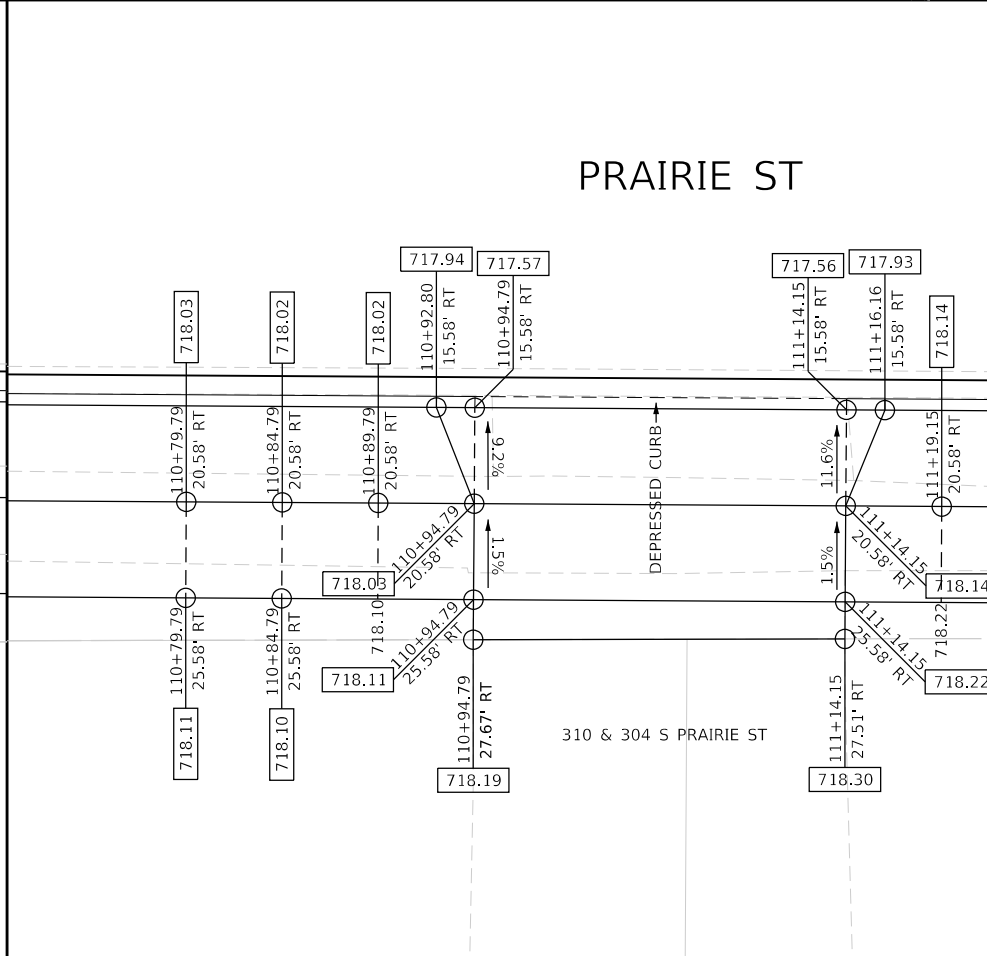 PRAIRIE ST
717.94
717.57
717.56
717.93
718.03
718.02
718.02
718.14
110+92.80
15.58' RT
110+94.79
15.58' RT
111+14.15
15.58' RT
111+16.16
15.58' RT
110+79.79
20.58' RT
110+84.79
20.58' RT
110+89.79
20.58' RT
9.2%
DEPRESSED CURB
11.6%
111+19.15
20.58' RT
110+94.79
20.58' RT
1.5%
1.5%
111+14.15
20.58' RT
718.03
718.14
718.10
718.22
110+79.79
25.58' RT
110+84.79
25.58' RT
110+94.79
25.58' RT
111+14.15
25.58' RT
718.11
718.22
718.11
718.10
110+94.79
27.67' RT
310 & 304 S PRAIRIE ST
111+14.15
27.51' RT
718.19
718.30